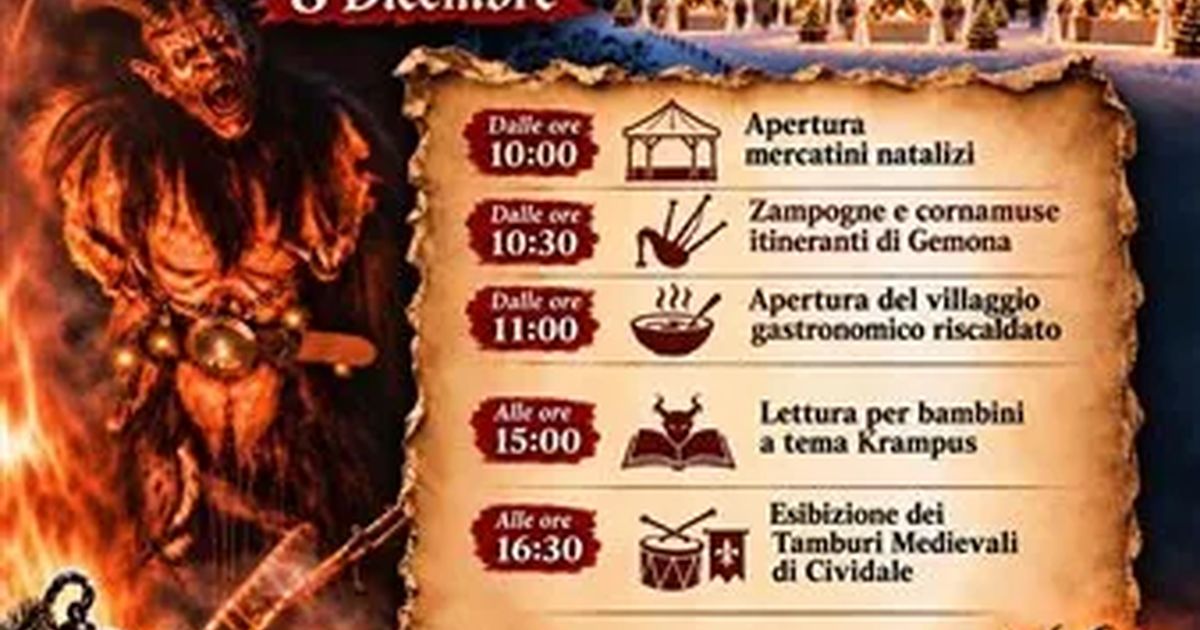 8 Dicembre
Dalle ore
10:00
Apertura
mercatini natalizi
Dalle ore
10:30
Zampogne e cornamuse
itineranti di Gemona
Dalle ore
11:00
Apertura del villaggio
gastronomico riscaldato
Alle ore
15:00
Lettura per bambini
a tema Krampus
Alle ore
16:30
Esibizione dei
Tamburi Medievali
di Cividale